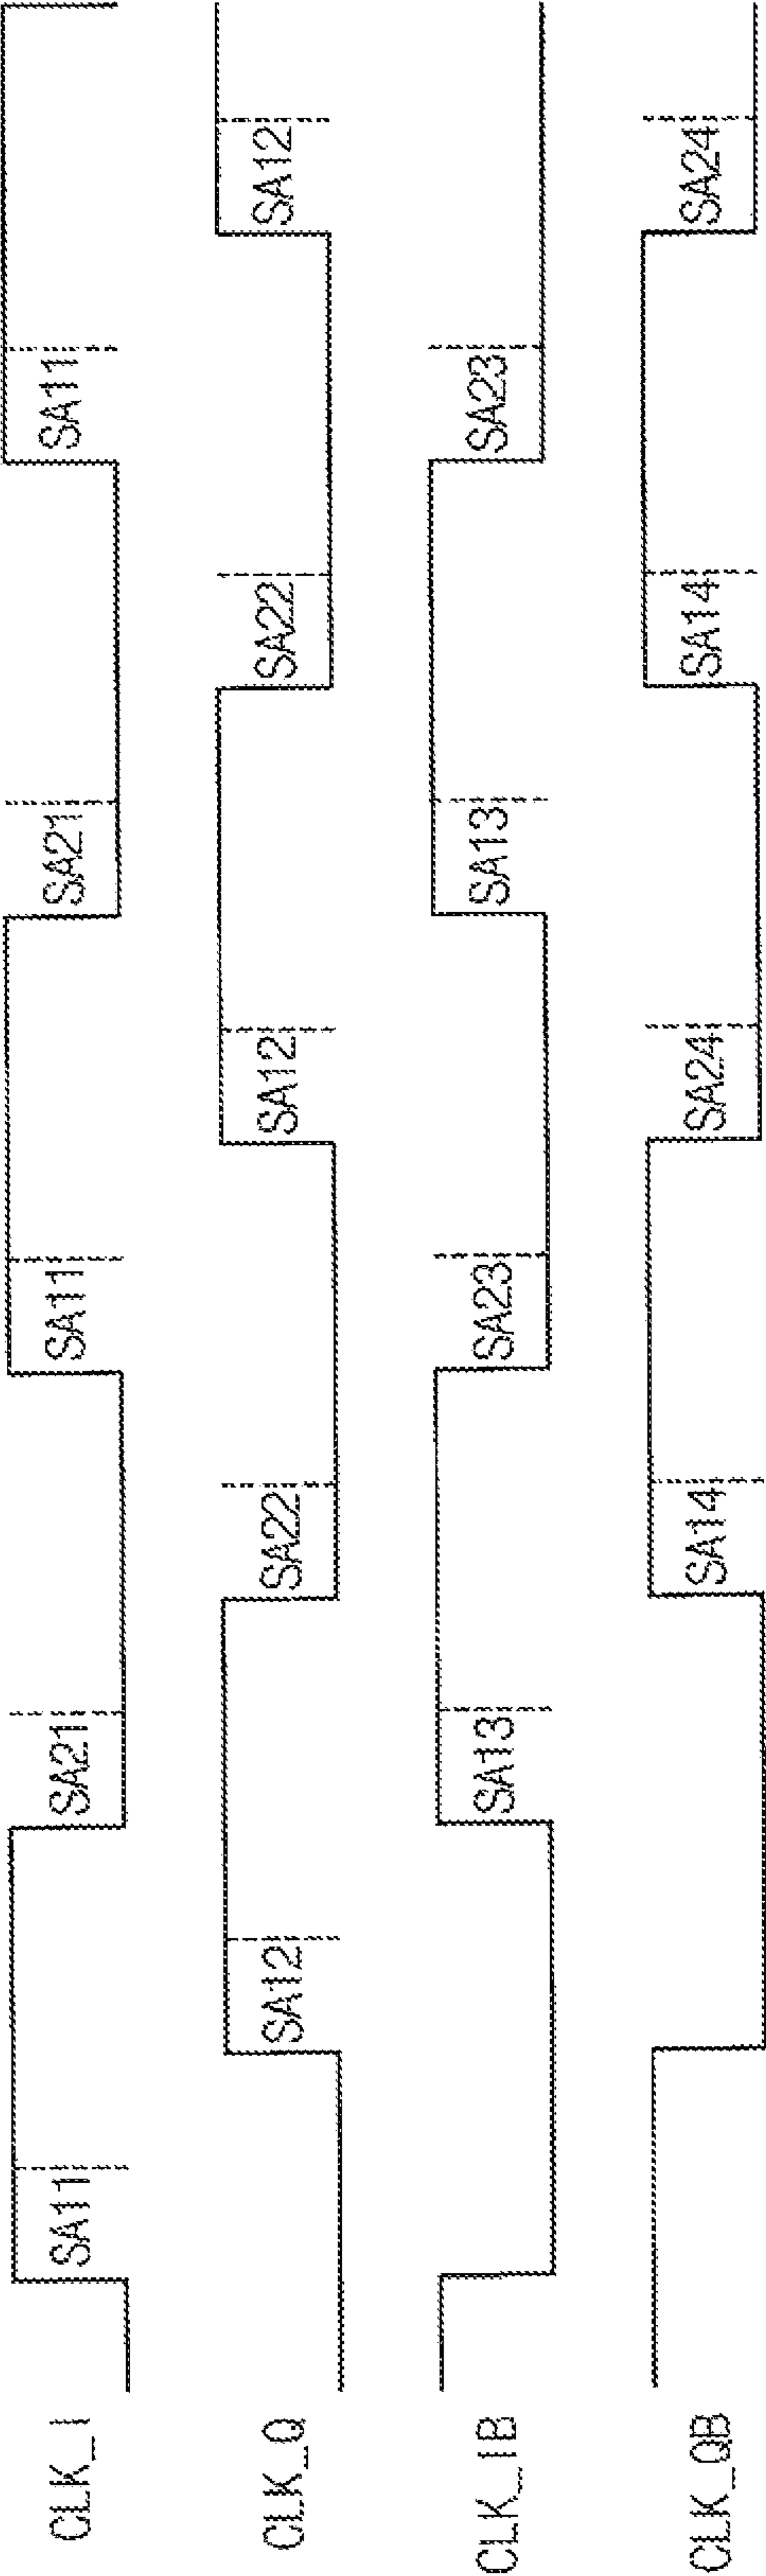 CLK_I SA11 SA21 SA11 SA21 SA11
CLK_Q SA12 SA22 SA12 SA22 SA12
CLK_IB SA13 SA23 SA13 SA23
CLK_QB SA14 SA24 SA14 SA24